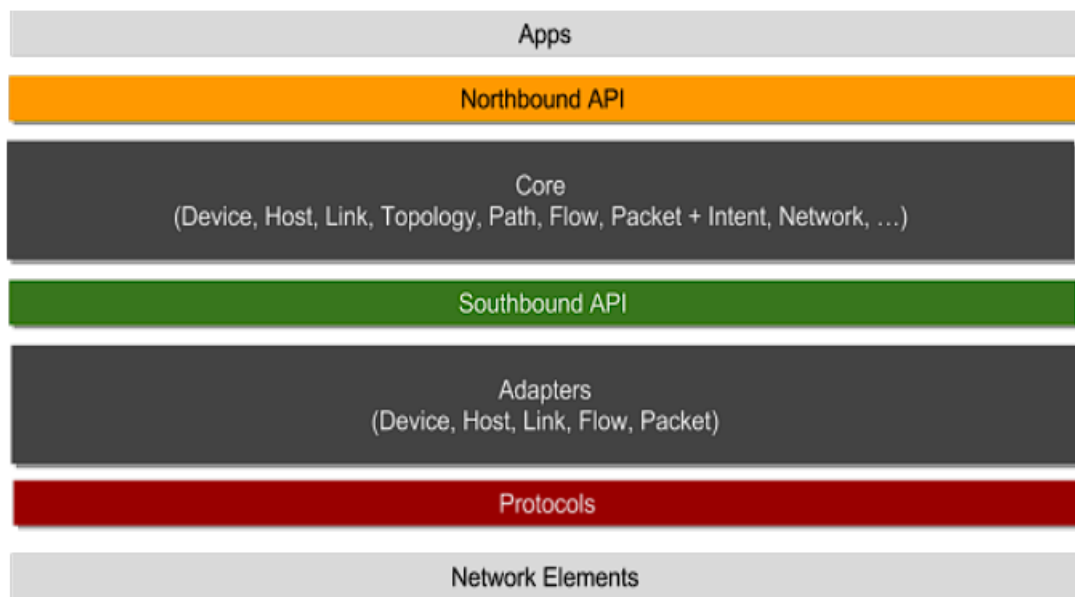 Apps
Northbound API
Core
(Device, Host, Link, Topology, Path, Flow, Packet + Intent, Network, …)
Southbound API
Adapters
(Device, Host, Link, Flow, Packet)
Protocols
Network Elements